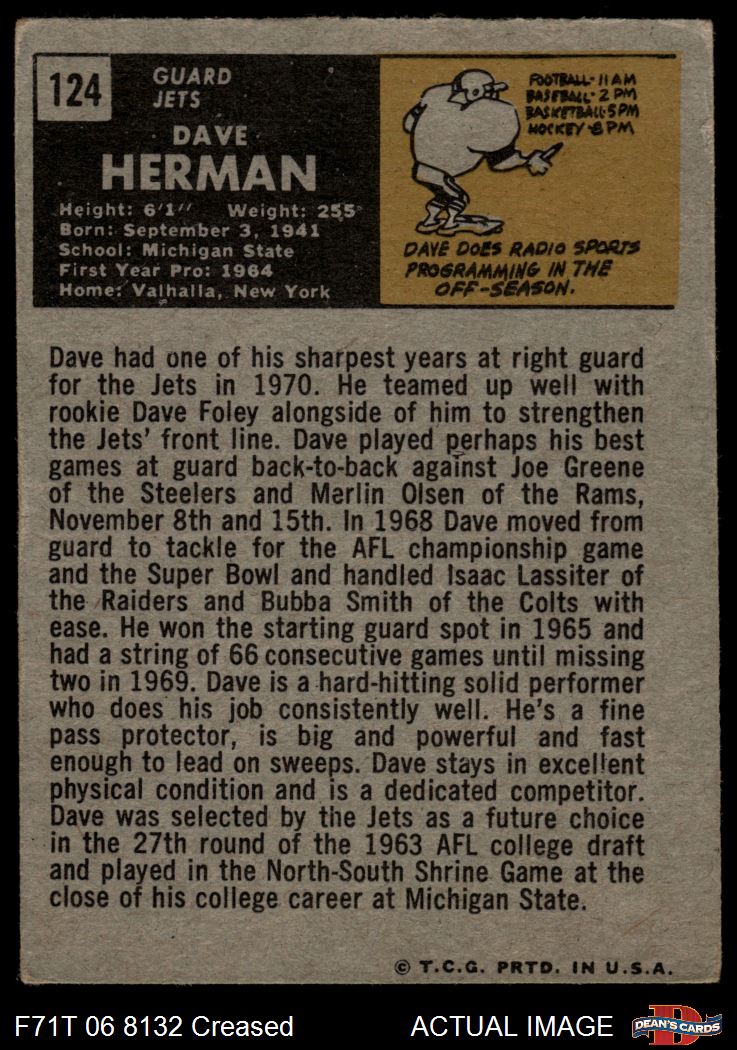 124
GUARD
JETS
DAVE
HERMAN
Height: 6'1" Weight: 255
Born: September 3, 1941
School: Michigan State
First Year Pro: 1964
Home: Valhalla, New York
FOOTBALL-11 AM
BASEBALL-2 PM
BASKETBALL-5 PM
HOCKEY-8 PM
DAVE DOES RADIO SPORTS
PROGRAMMING IN THE
OFF-SEASON.
Dave had one of his sharpest years at right guard
for the Jets in 1970. He teamed up well with
rookie Dave Foley alongside of him to strengthen
the Jets' front line. Dave played perhaps his best
games at guard back-to-back against Joe Greene
of the Steelers and Merlin Olsen of the Rams,
November 8th and 15th. In 1968 Dave moved from
guard to tackle for the AFL championship game
and the Super Bowl and handled Isaac Lassiter of
the Raiders and Bubba Smith of the Colts with
ease. He won the starting guard spot in 1965 and
had a string of 66 consecutive games until missing
two in 1969. Dave is a hard-hitting solid performer
who does his job consistently well. He's a fine
pass protector, is big and powerful and fast
enough to lead on sweeps. Dave stays in excellent
physical condition and is a dedicated competitor.
Dave was selected by the Jets as a future choice
in the 27th round of the 1963 AFL college draft
and played in the North-South Shrine Game at the
close of his college career at Michigan State.
© T.C.G. PRTD. IN U.S.A.
F71T 06 8132 Creased ACTUAL IMAGE
D
DEAN'S CARDS